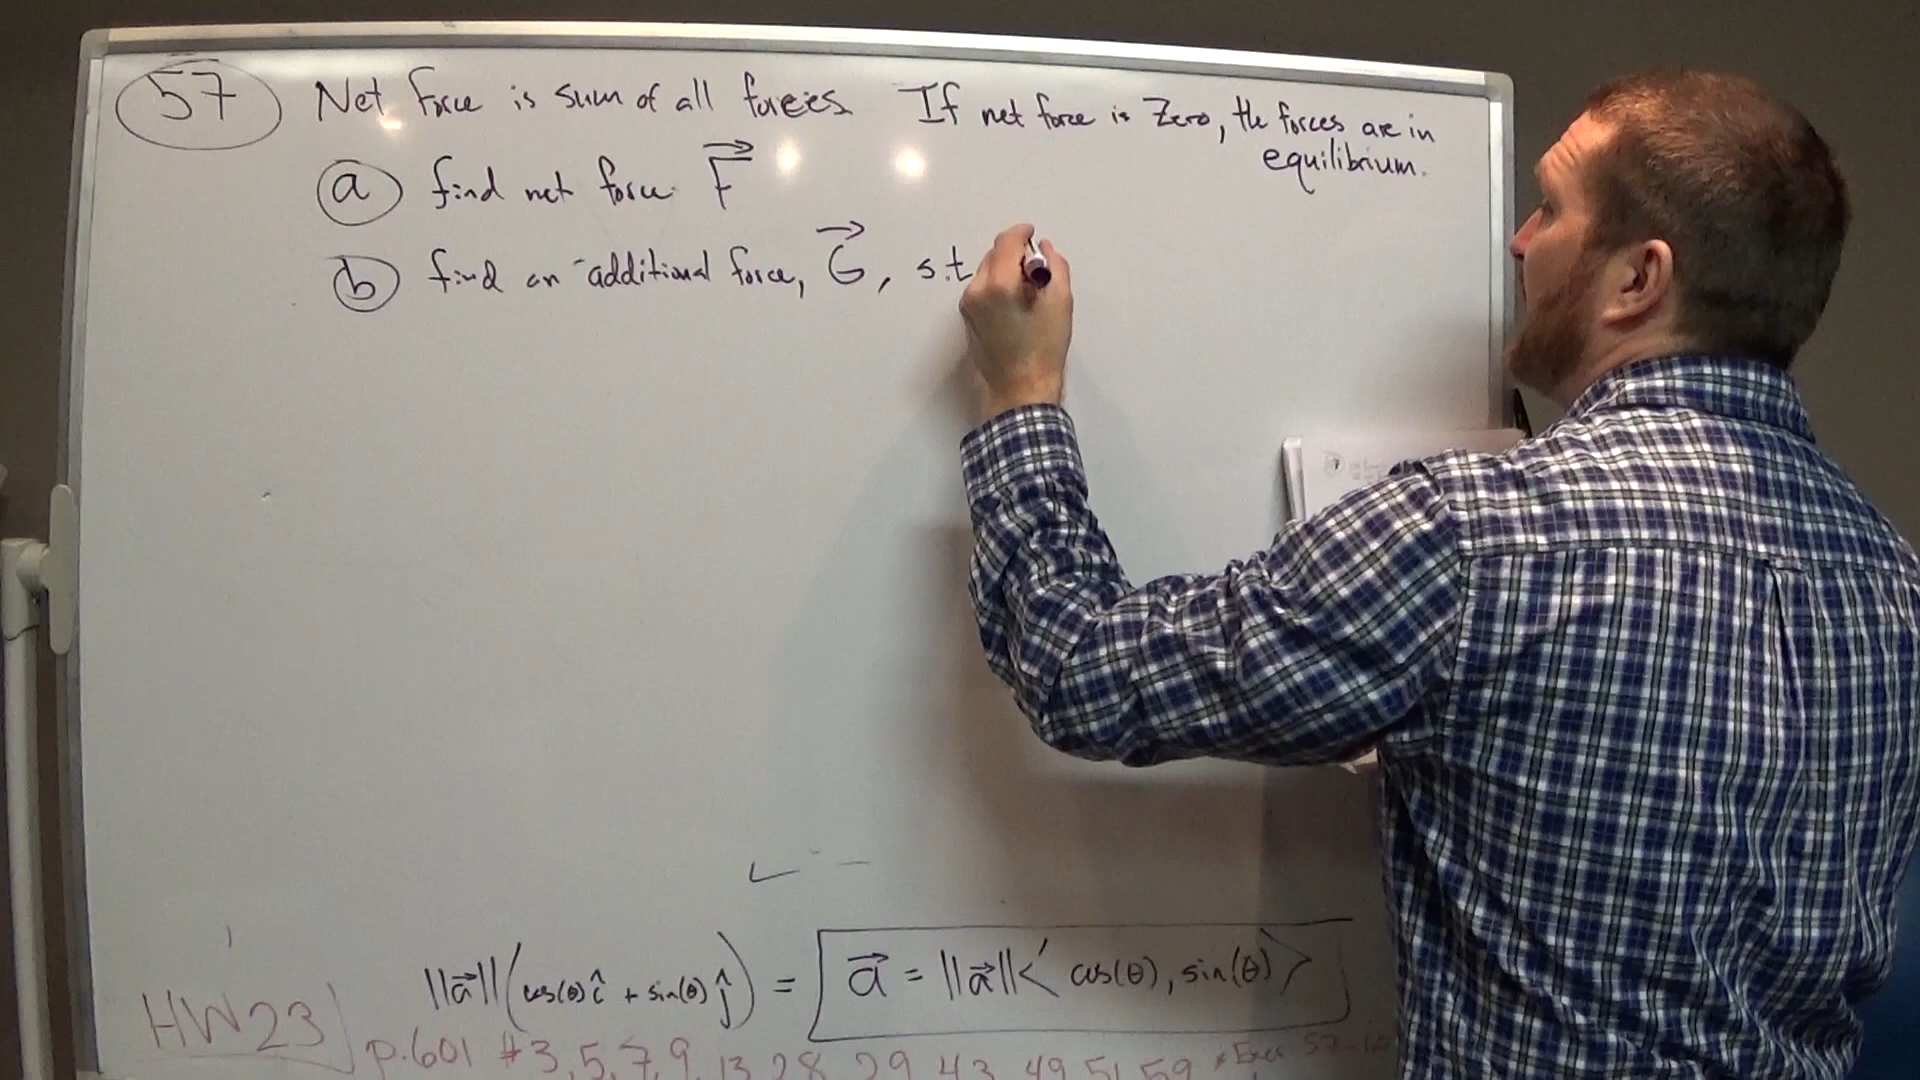 57 Net Force is sum of all forces. If net force is Zero, the forces are in equilibrium.
a find net force F⃗
b find an additional force, G⃗, s.t
||a⃗||(cos(θ)î + sin(θ)ĵ) = a⃗ = ||a⃗||<cos(θ), sin(θ)>
HW23
p.601 #3, 5, 7, 9, 13, 28, 29, 43, 49, 51, 59